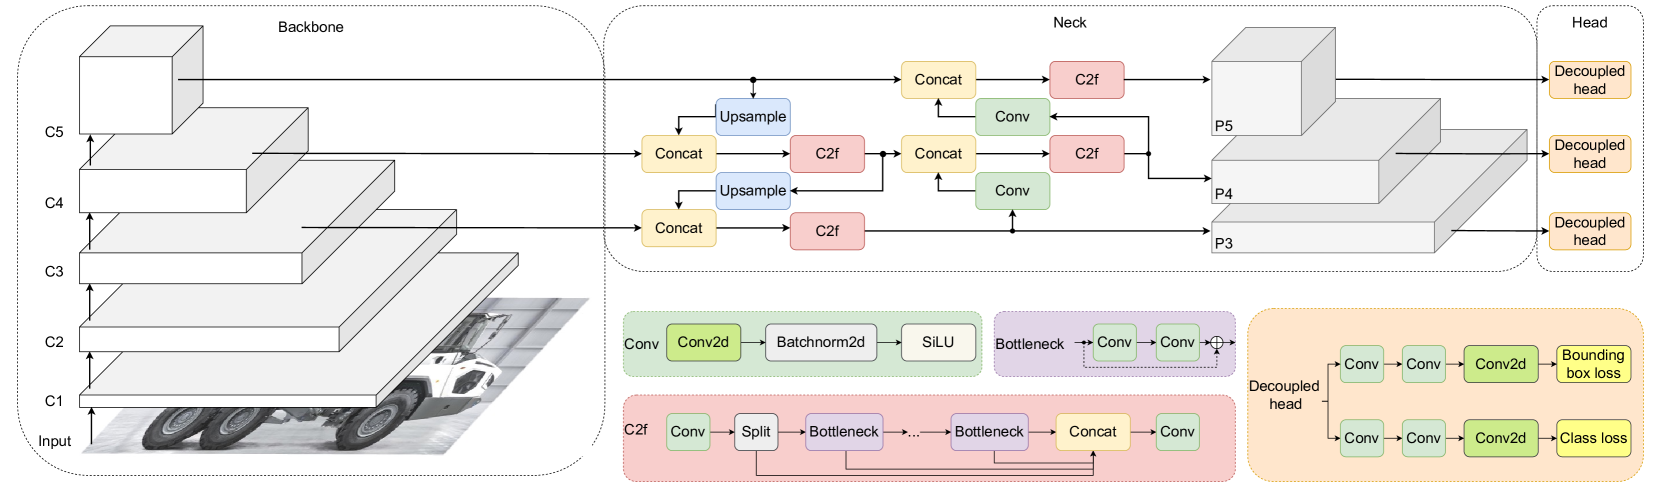 Backbone
Neck
Head
C5
C4
C3
C2
C1
Input
Concat
C2f
Decoupled
head
Upsample
Conv
P5
Concat
C2f
Concat
C2f
Decoupled
head
Upsample
Conv
P4
Concat
C2f
P3
Decoupled
head
Conv
Conv2d
Batchnorm2d
SiLU
Bottleneck
Conv
Conv
C2f
Conv
Split
Bottleneck
...
Bottleneck
Concat
Conv
Decoupled
head
Conv
Conv
Conv2d
Bounding
box loss
Conv
Conv
Conv2d
Class loss